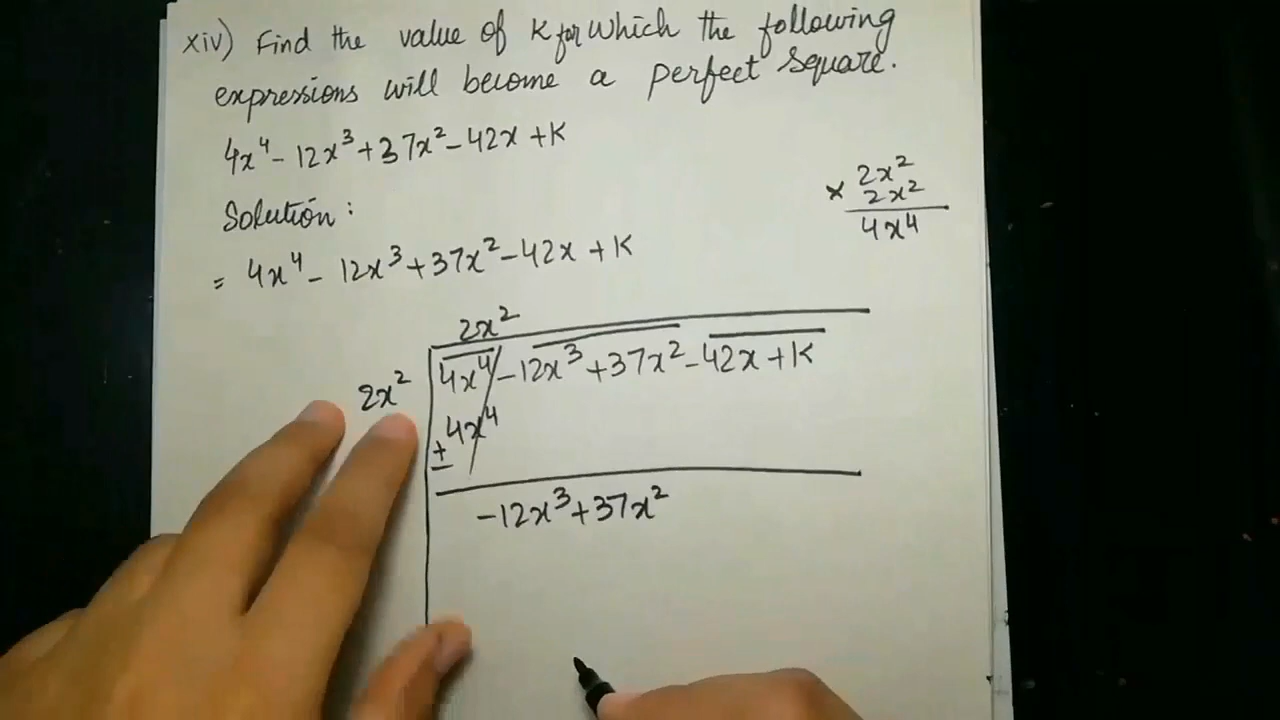 xiv) Find the value of K for which the following
expressions will become a perfect square.
4x⁴ - 12x³ + 37x² - 42x + K
Solution :
= 4x⁴ - 12x³ + 37x² - 42x + K
× 2x²
2x²
4x⁴
2x²
2x² 4x⁴ - 12x³ + 37x² - 42x + K
± 4x⁴
- 12x³ + 37x²